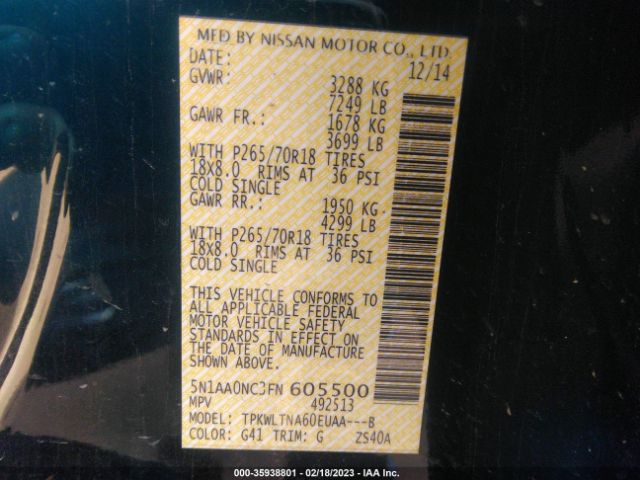 MFD BY NISSAN MOTOR CO., LTD.
DATE: 12/14
GVWR: 3288 KG
7249 LB
GAWR FR.: 1678 KG
3699 LB
WITH P265/70R18 TIRES
18X8.0 RIMS AT 36 PSI
COLD SINGLE
GAWR RR.: 1950 KG
4299 LB
WITH P265/70R18 TIRES
18X8.0 RIMS AT 36 PSI
COLD SINGLE
THIS VEHICLE CONFORMS TO
ALL APPLICABLE FEDERAL
MOTOR VEHICLE SAFETY
STANDARDS IN EFFECT ON
THE DATE OF MANUFACTURE
SHOWN ABOVE.
5N1AA0NC3FN 605500
MPV 492513
MODEL: TPKWLTNA60EUAA---B
COLOR: G41 TRIM: G ZS40A
000-35938801 - 02/18/2023 - IAA Inc.